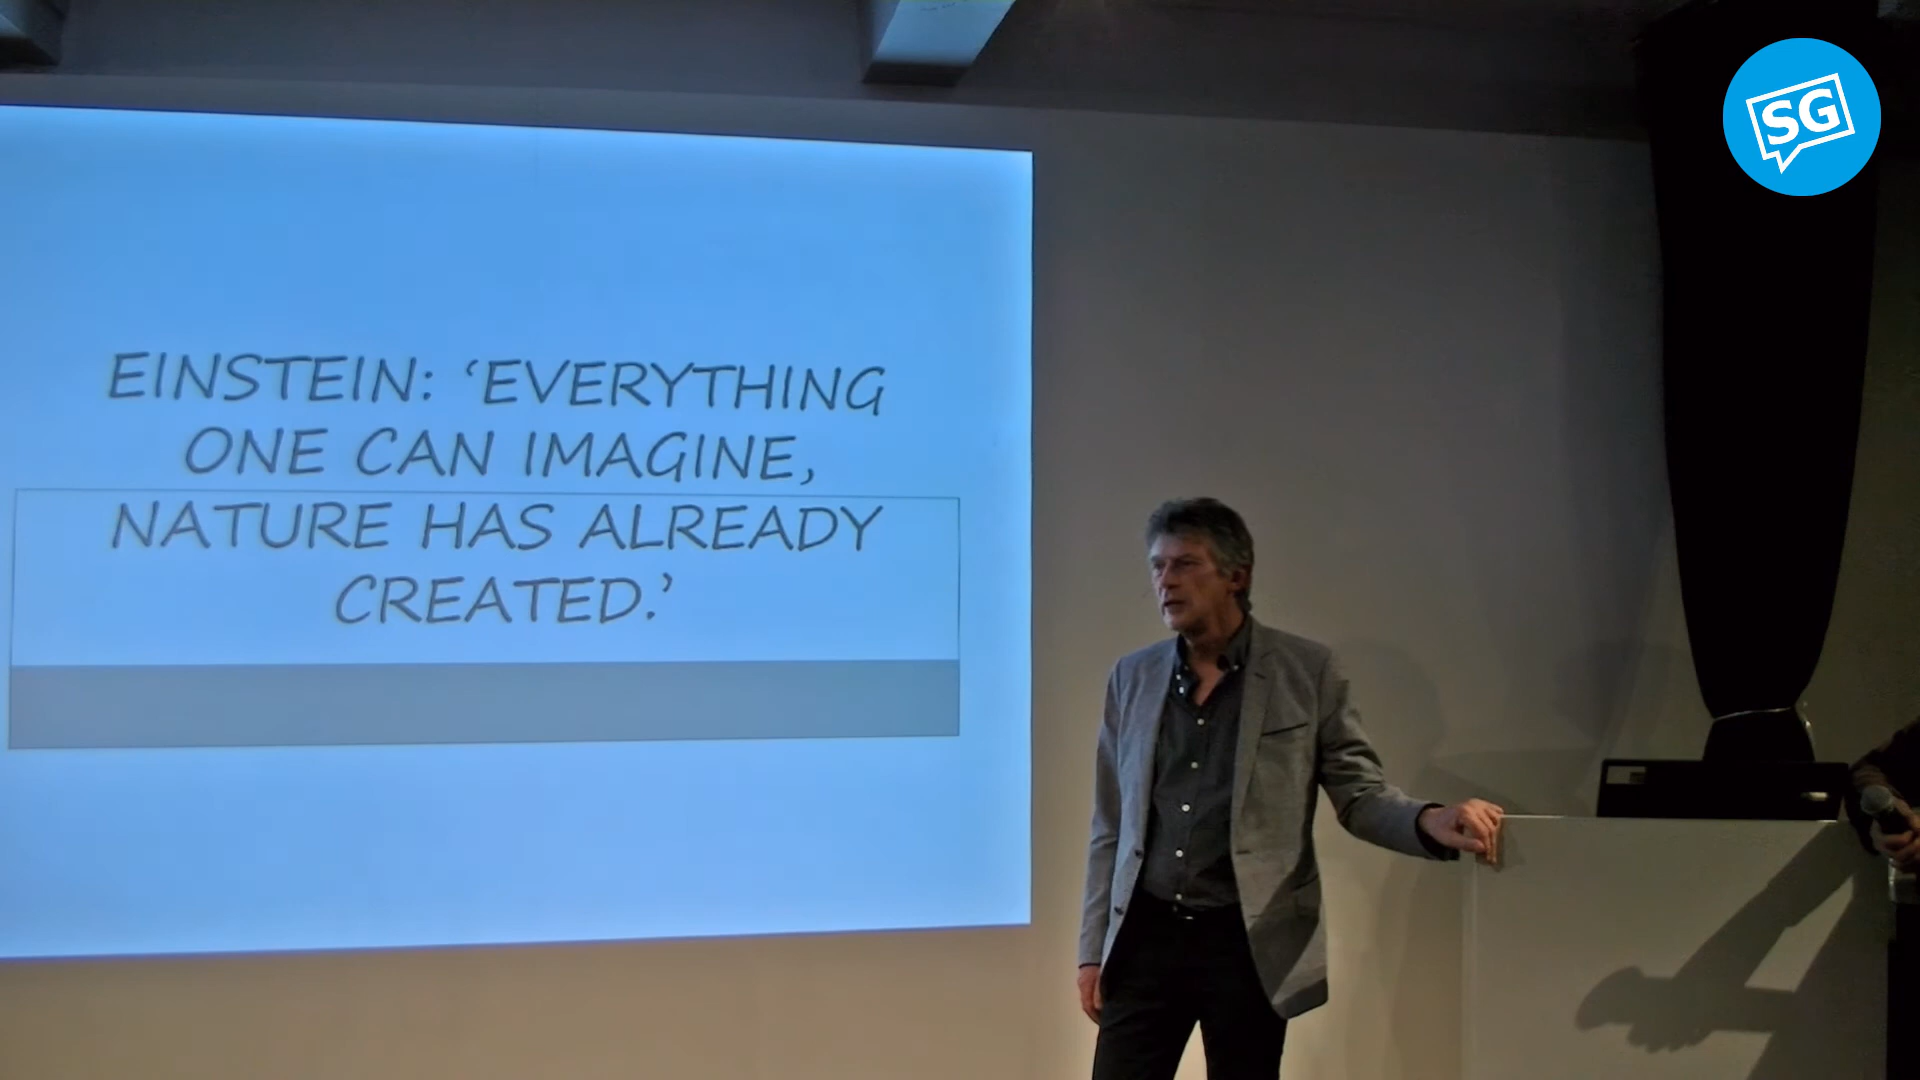 SG
EINSTEIN: ‘EVERYTHING
ONE CAN IMAGINE,
NATURE HAS ALREADY
CREATED.’